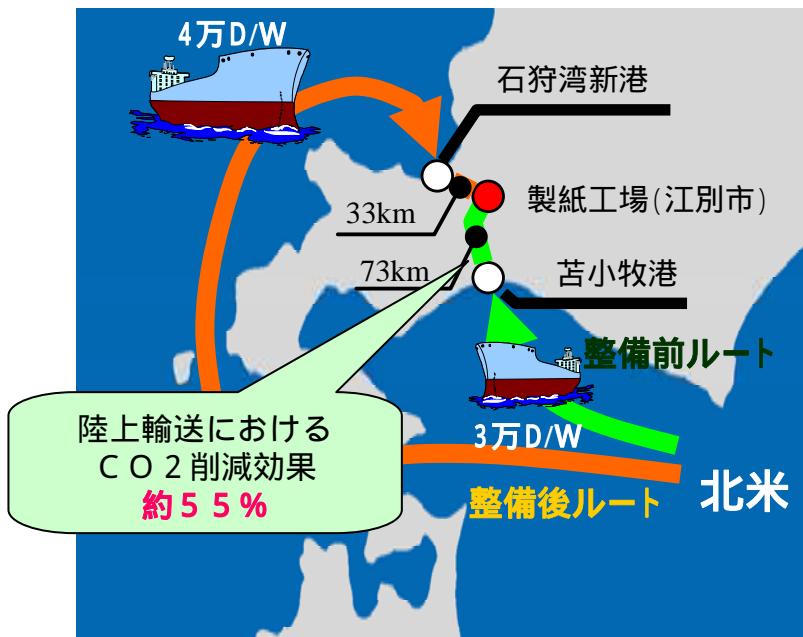 4万D/W
石狩湾新港
33km
製紙工場(江別市)
73km
苫小牧港
整備前ルート
陸上輸送における
CO2削減効果
約55%
3万D/W
整備後ルート
北米